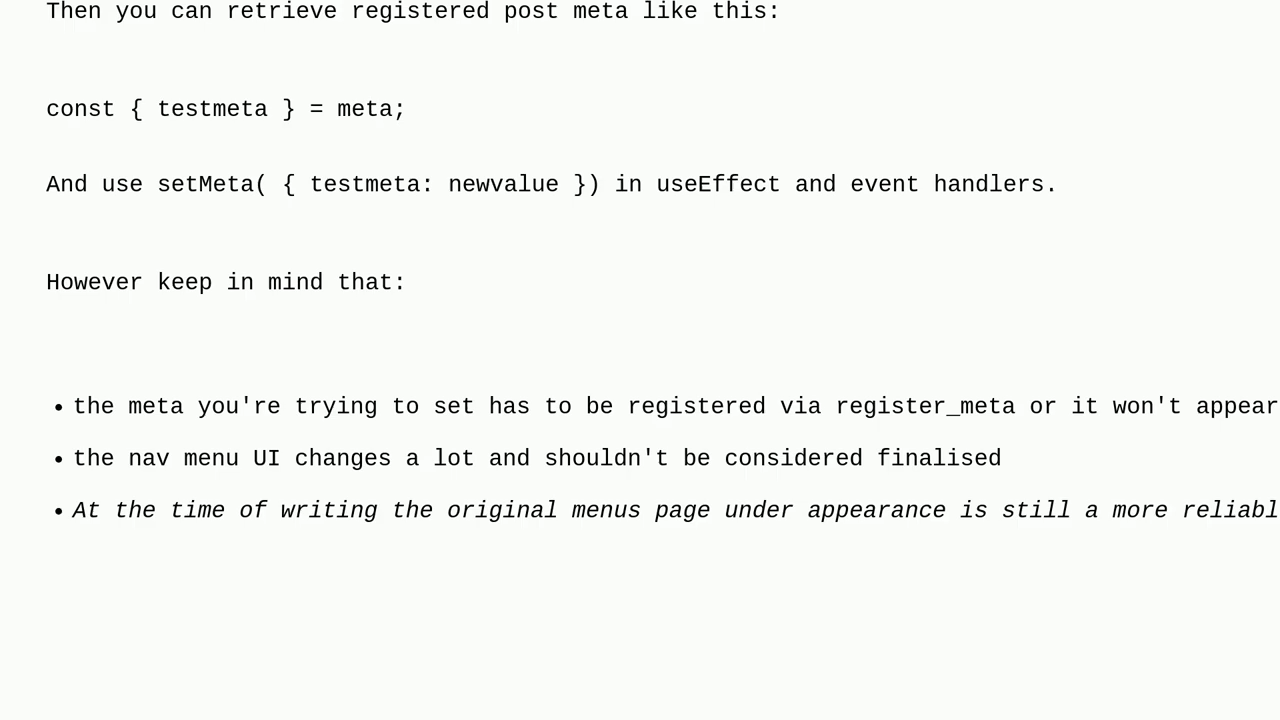 Then you can retrieve registered post meta like this:
const { testmeta } = meta;
And use setMeta( { testmeta: newvalue }) in useEffect and event handlers.
However keep in mind that:
• the meta you're trying to set has to be registered via register_meta or it won't appear
• the nav menu UI changes a lot and shouldn't be considered finalised
• At the time of writing the original menus page under appearance is still a more